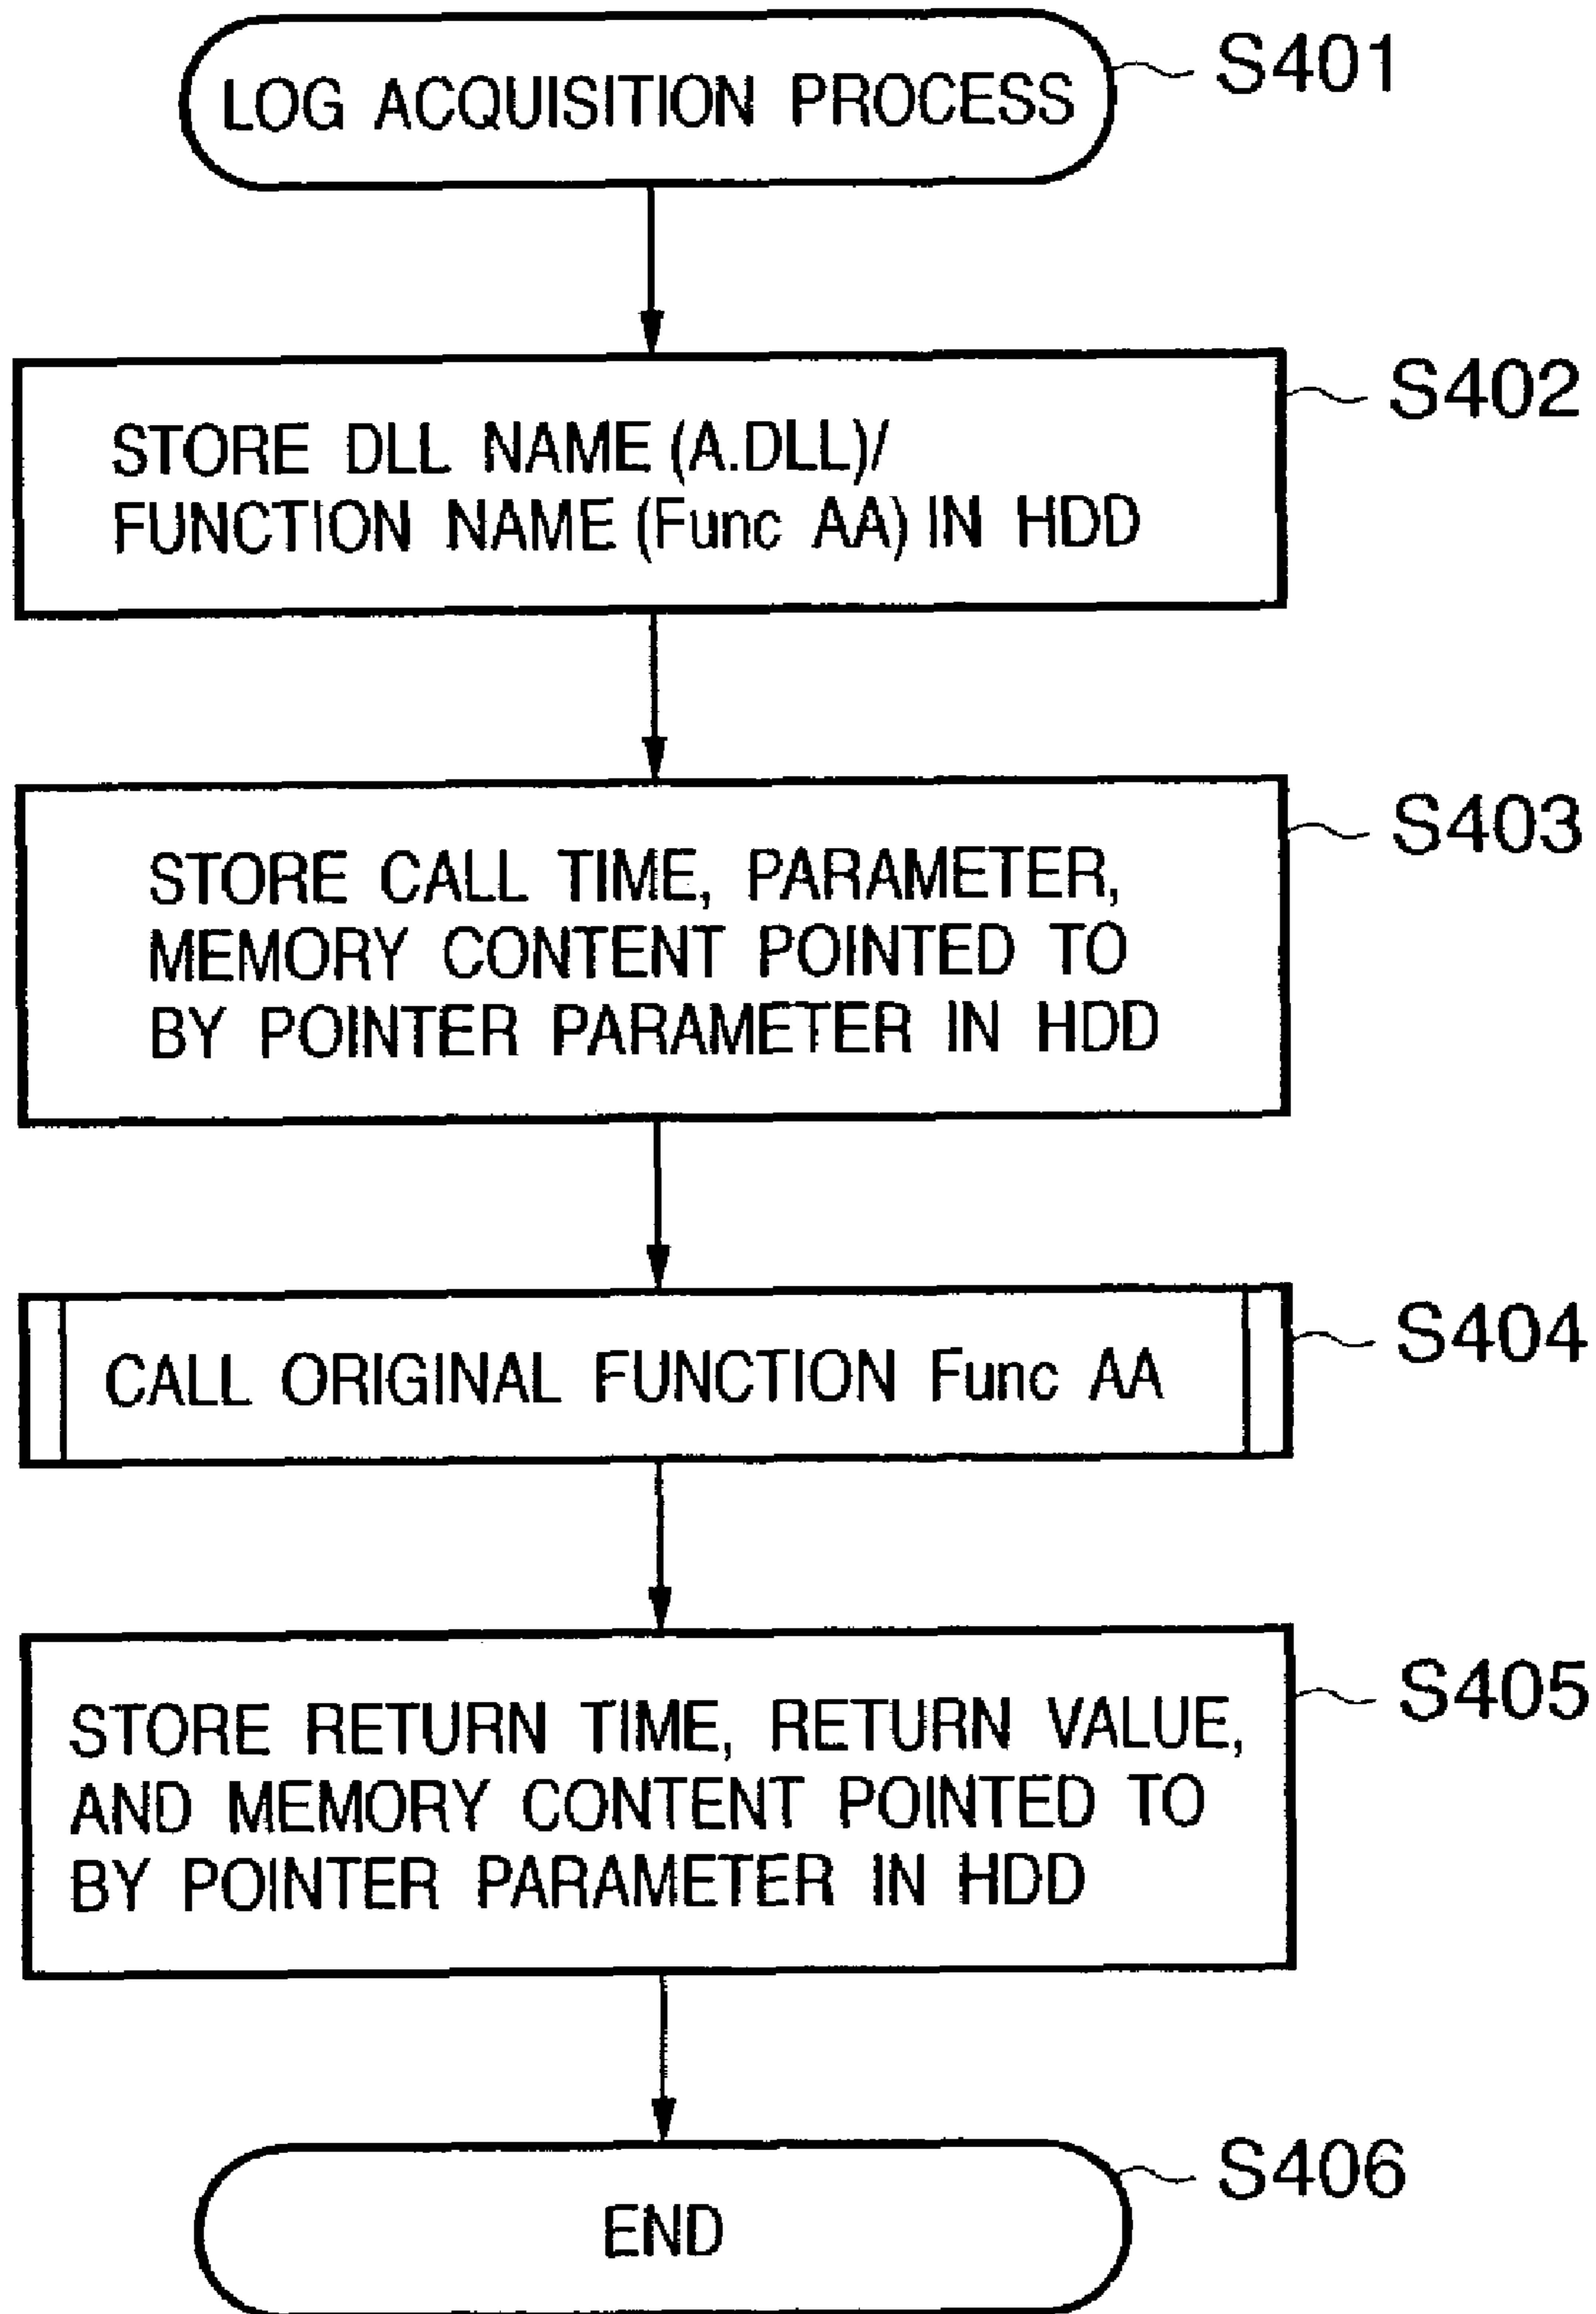 LOG ACQUISITION PROCESS
S401
STORE DLL NAME (A.DLL)/
FUNCTION NAME (Func AA) IN HDD
S402
STORE CALL TIME, PARAMETER,
MEMORY CONTENT POINTED TO
BY POINTER PARAMETER IN HDD
S403
CALL ORIGINAL FUNCTION Func AA
S404
STORE RETURN TIME, RETURN VALUE,
AND MEMORY CONTENT POINTED TO
BY POINTER PARAMETER IN HDD
S405
END
S406